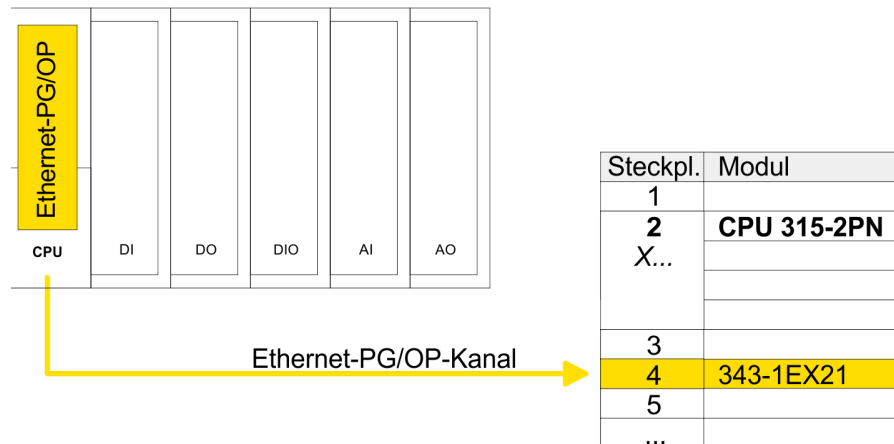 Ethernet-PG/OP
CPU
DI
DO
DIO
AI
AO
Ethernet-PG/OP-Kanal
Steckpl. Modul
1
2 CPU 315-2PN
X...
3
4 343-1EX21
5
...